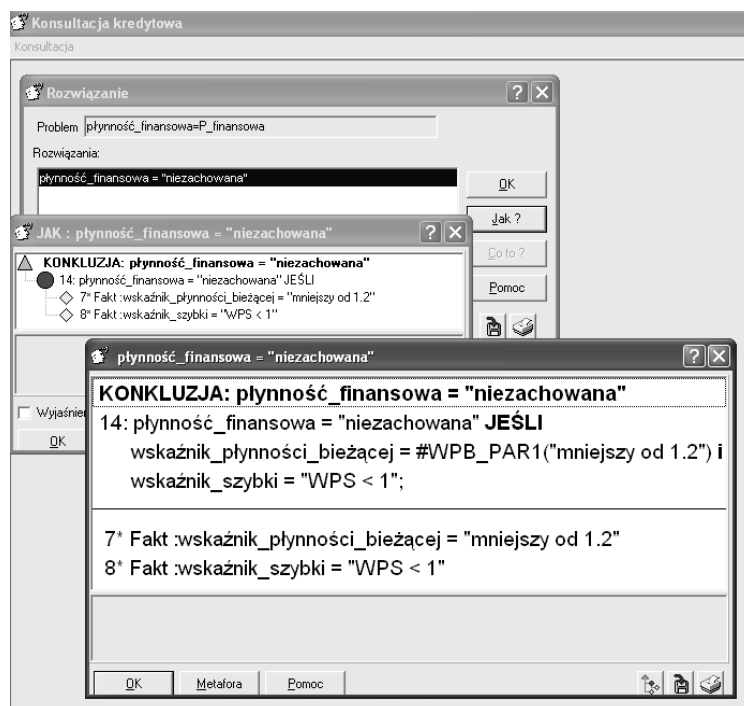 Konsultacja kredytowa
Konsultacja
Rozwiązanie
Problem płynność_finansowa=P_finansowa
Rozwiązania:
płynność_finansowa = "niezachowana"
OK
Jak ?
Co to ?
Pomoc
JAK : płynność_finansowa = "niezachowana"
KONKLUZJA: płynność_finansowa = "niezachowana"
14: płynność_finansowa = "niezachowana" JEŚLI
7* Fakt :wskaźnik_płynności_bieżącej = "mniejszy od 1.2"
8* Fakt :wskaźnik_szybki = "WPS < 1"
OK
płynność_finansowa = "niezachowana"
KONKLUZJA: płynność_finansowa = "niezachowana"
14: płynność_finansowa = "niezachowana" JEŚLI
wskaźnik_płynności_bieżącej = #WPB_PAR1("mniejszy od 1.2") i
wskaźnik_szybki = "WPS < 1";
7* Fakt :wskaźnik_płynności_bieżącej = "mniejszy od 1.2"
8* Fakt :wskaźnik_szybki = "WPS < 1"
OK Metafora Pomoc